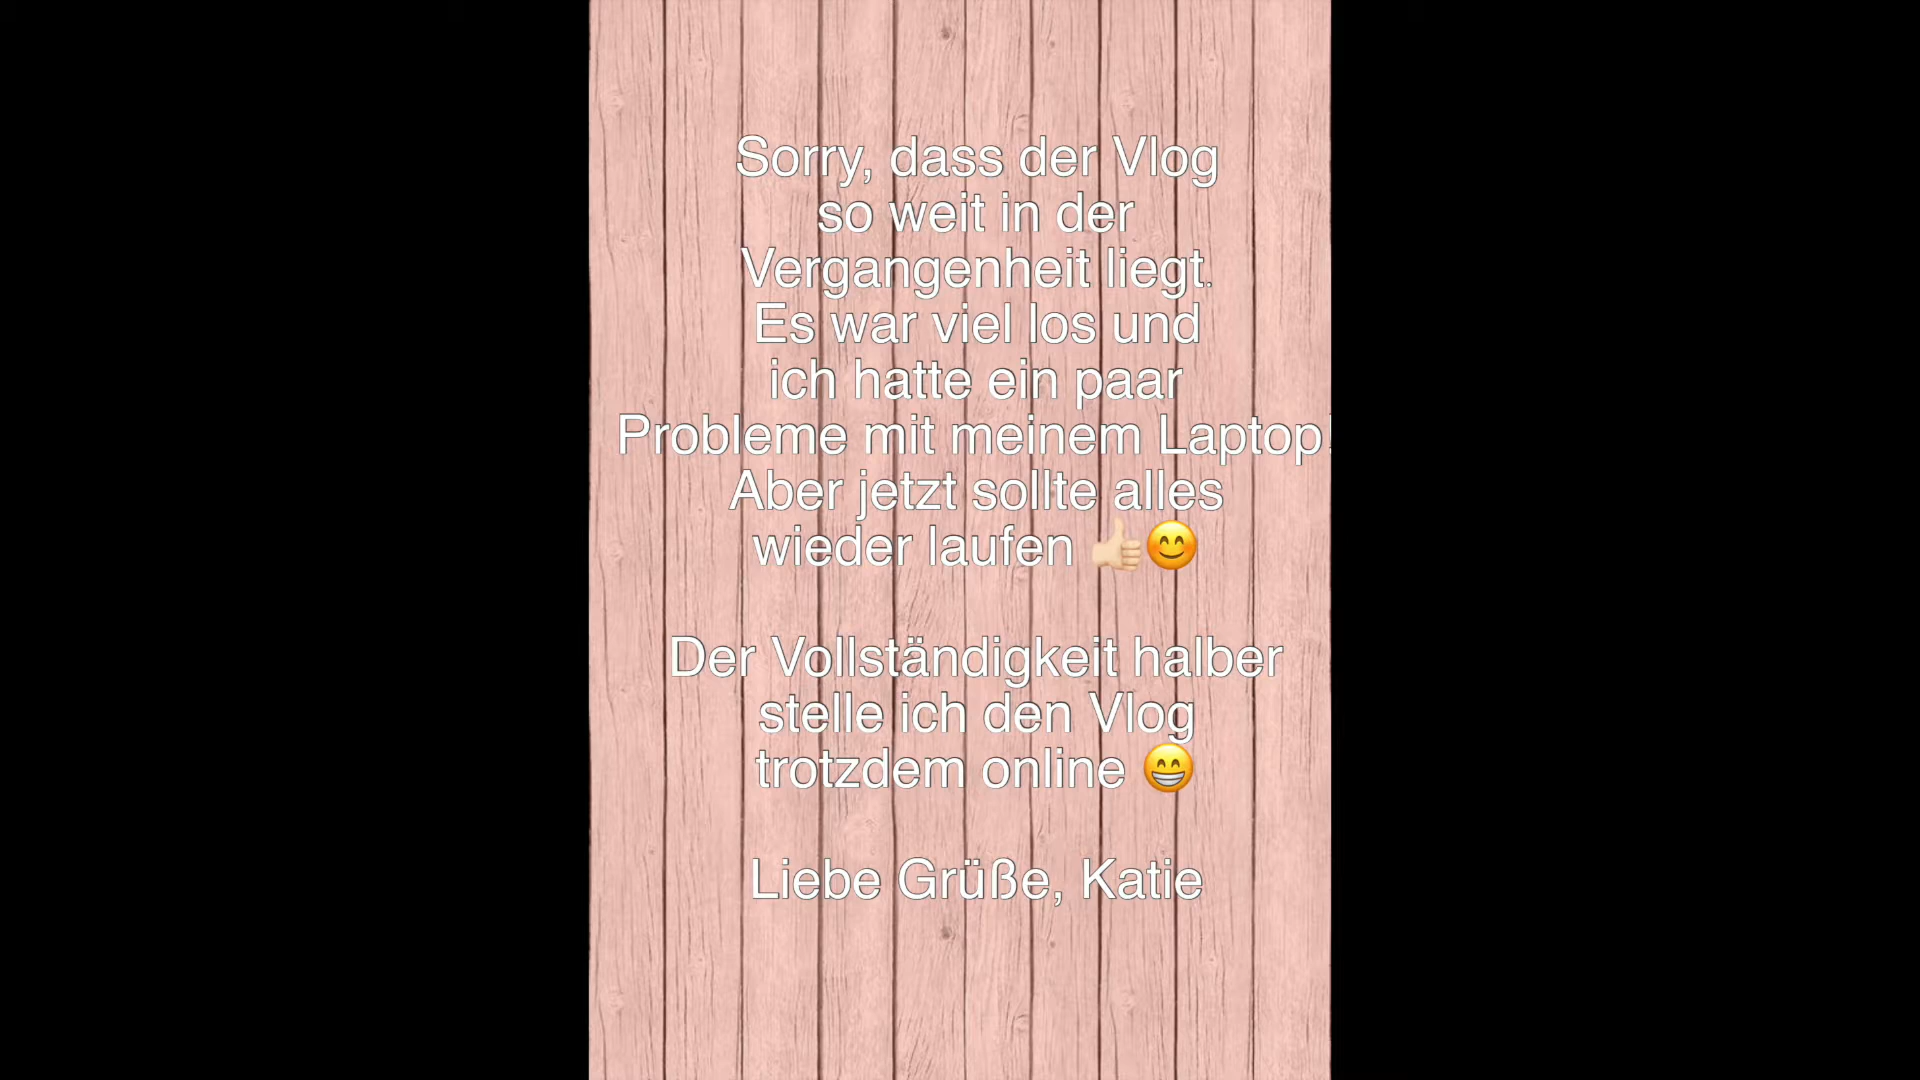 Sorry, dass der Vlog
so weit in der
Vergangenheit liegt.
Es war viel los und
ich hatte ein paar
Probleme mit meinem Laptop!
Aber jetzt sollte alles
wieder laufen 👍🏻😊
Der Vollständigkeit halber
stelle ich den Vlog
trotzdem online 😁
Liebe Grüße, Katie